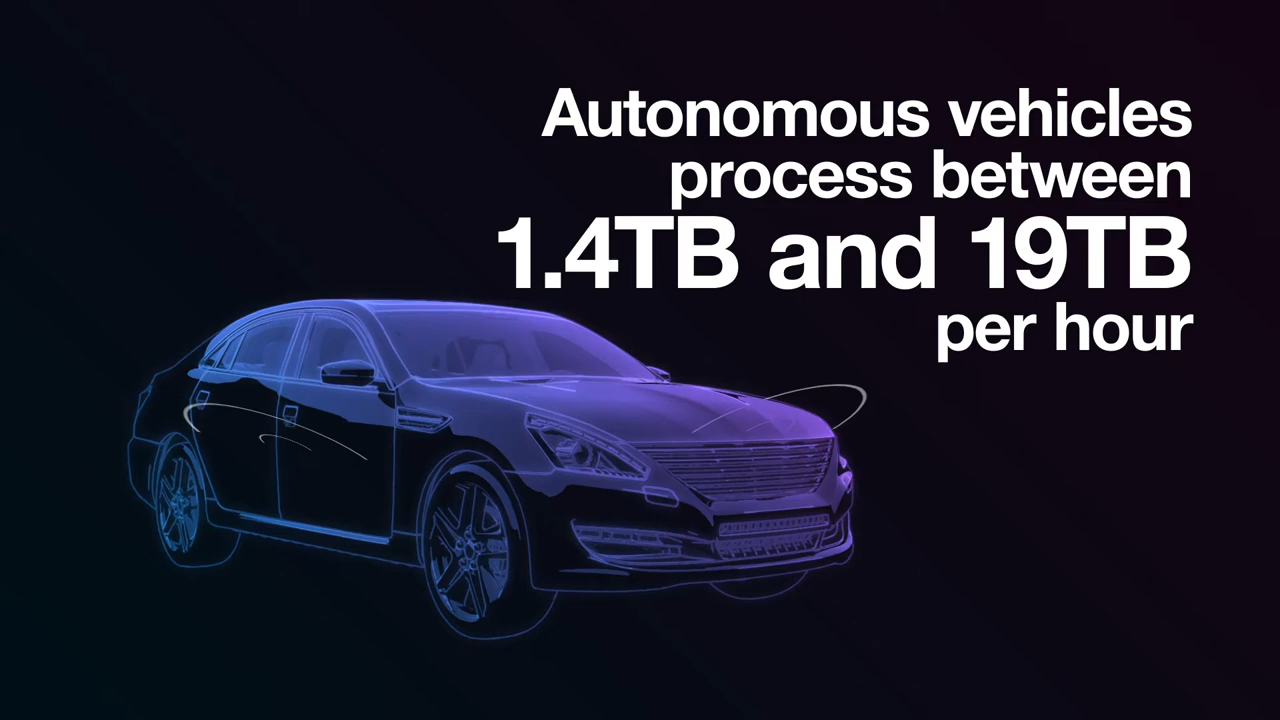 Autonomous vehicles
process between
1.4TB and 19TB
per hour